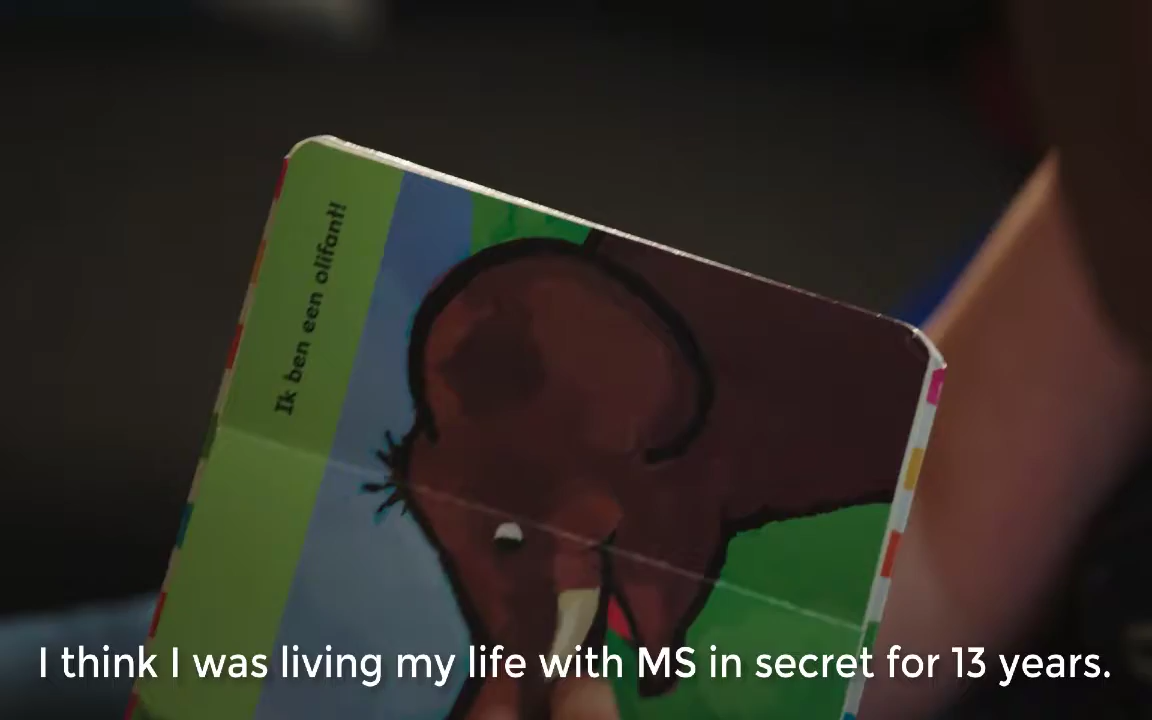 Ik ben een olifant!
I think I was living my life with MS in secret for 13 years.